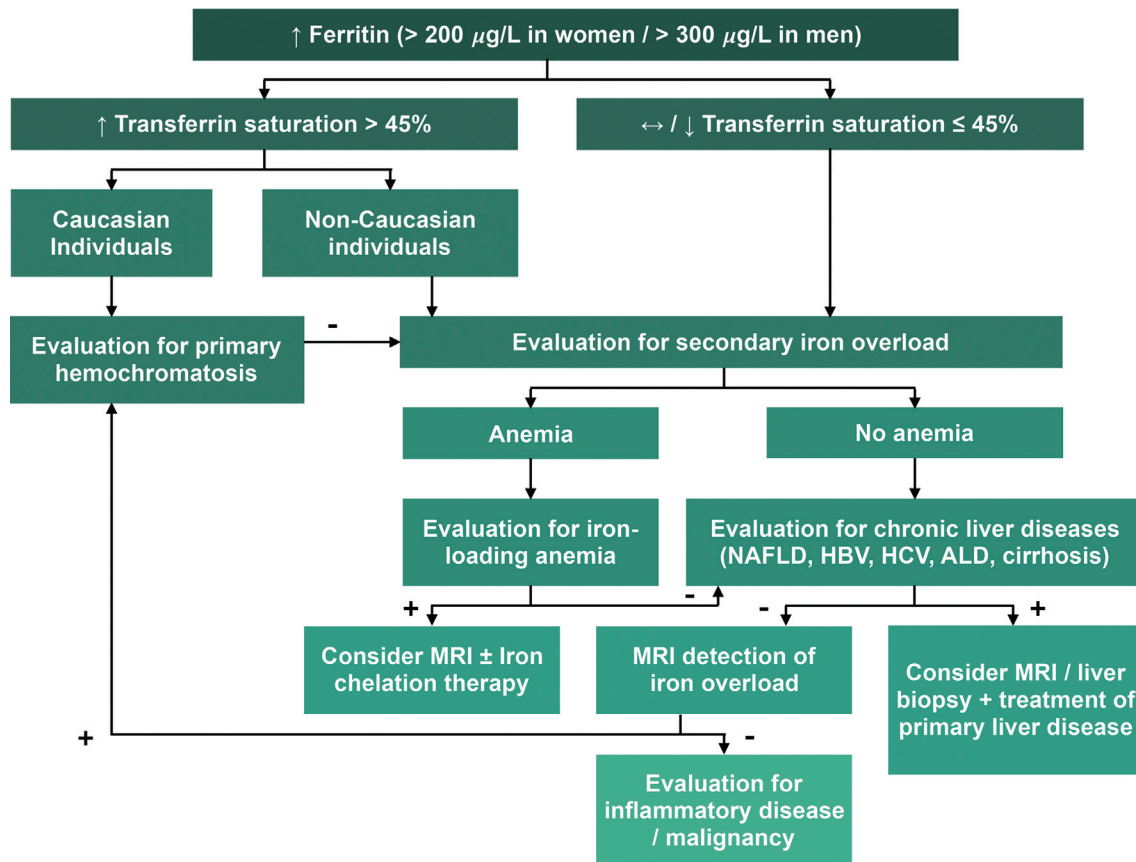 ↑ Ferritin (> 200 µg/L in women / > 300 µg/L in men)
↑ Transferrin saturation > 45%
↔ / ↓ Transferrin saturation ≤ 45%
Caucasian
Individuals
Non-Caucasian
individuals
Evaluation for primary
hemochromatosis
-
Evaluation for secondary iron overload
Anemia
No anemia
Evaluation for iron-
loading anemia
Evaluation for chronic liver diseases
(NAFLD, HBV, HCV, ALD, cirrhosis)
+
-
-
+
Consider MRI ± Iron
chelation therapy
MRI detection of
iron overload
Consider MRI / liver
biopsy + treatment of
primary liver disease
+
-
Evaluation for
inflammatory disease
/ malignancy